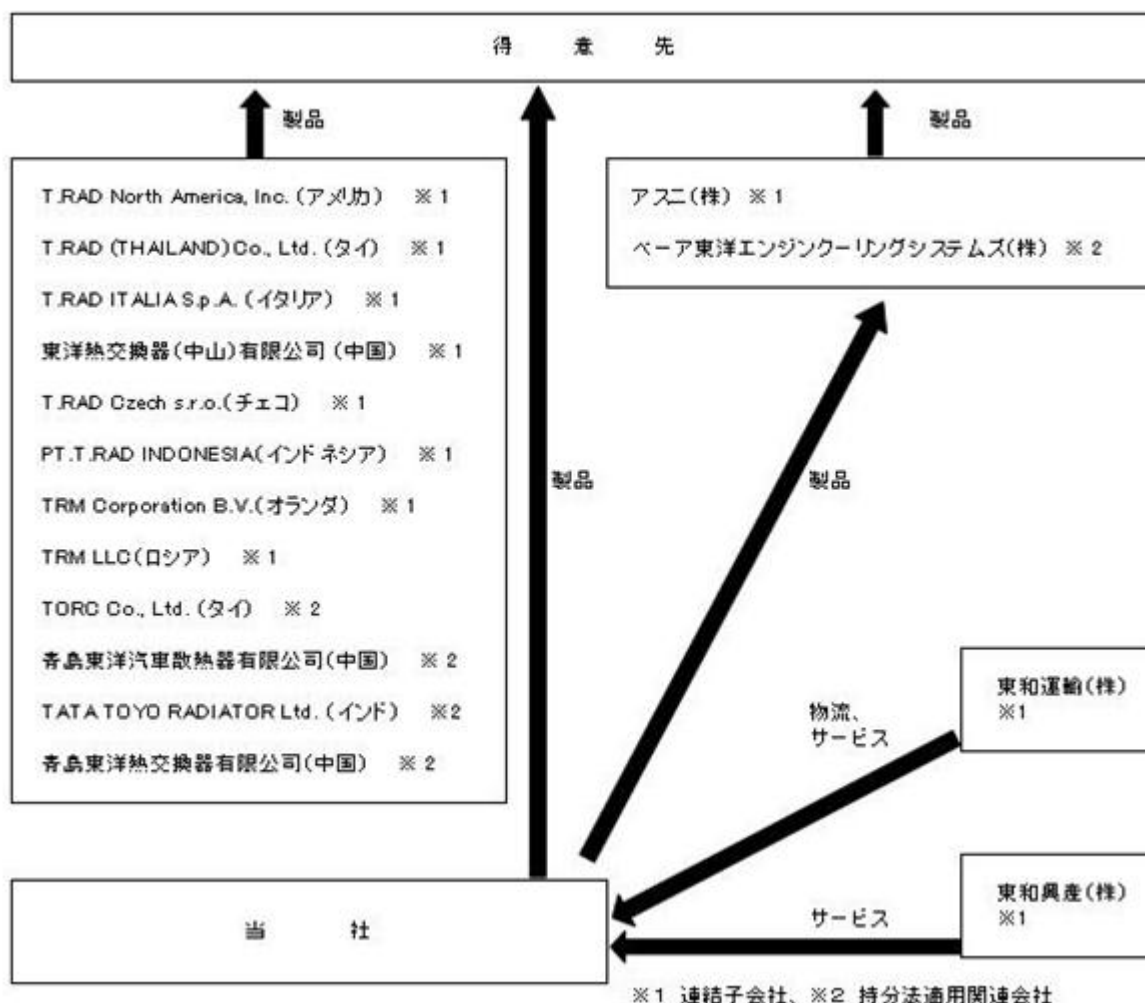 得 意 先
製品
製品
T.RAD North America, Inc. (アメリカ) ※1
T.RAD (THAILAND) Co., Ltd. (タイ) ※1
T.RAD ITALIA S.p.A. (イタリア) ※1
東洋熱交換器(中山)有限公司 (中国) ※1
T.RAD Czech s.r.o.(チェコ) ※1
PT.T.RAD INDONESIA(インドネシア) ※1
TRM Corporation B.V.(オランダ) ※1
TRM LLC(ロシア) ※1
TORC Co., Ltd. (タイ) ※2
青島東洋汽車散熱器有限公司(中国) ※2
TATA TOYO RADIATOR Ltd. (インド) ※2
青島東洋熱交換器有限公司(中国) ※2
アスニ(株) ※1
ベーア東洋エンジンクーリングシステムズ(株) ※2
製品
製品
物流、
サービス
東和運輸(株)
※1
当 社
サービス
東和興産(株)
※1
※1 連結子会社、※2 持分法適用関連会社